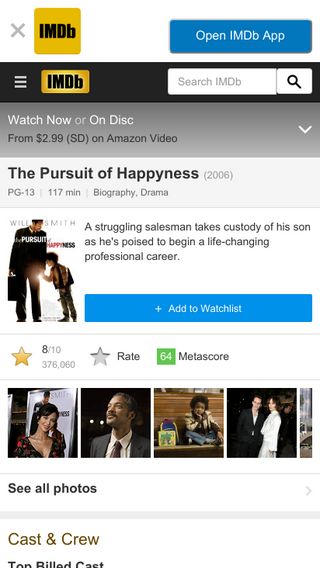 IMDb
Open IMDb App
IMDb
Search IMDb
Watch Now or On Disc
From $2.99 (SD) on Amazon Video
The Pursuit of Happyness (2006)
PG-13 | 117 min | Biography, Drama
WILL SMITH
the PURSUIT of HAPPYNESS
A struggling salesman takes custody of his son
as he's poised to begin a life-changing
professional career.
+ Add to Watchlist
8/10
376,060
Rate
64 Metascore
See all photos
Cast & Crew
Top Billed Cast